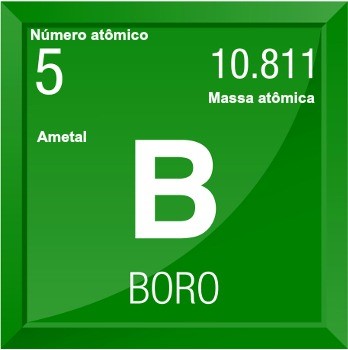 Número atômico
5
10.811
Massa atômica
Ametal
B
BORO